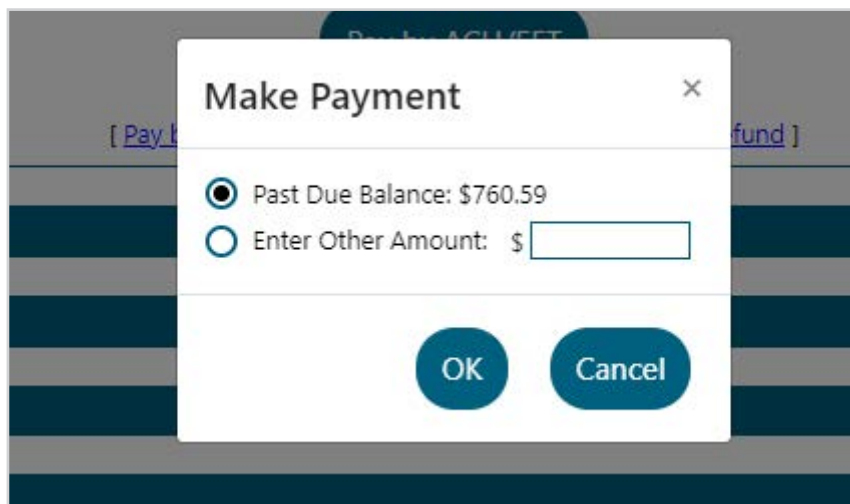 Make Payment
×
[ Pay
fund ]
Past Due Balance: $760.59
Enter Other Amount: $
OK
Cancel